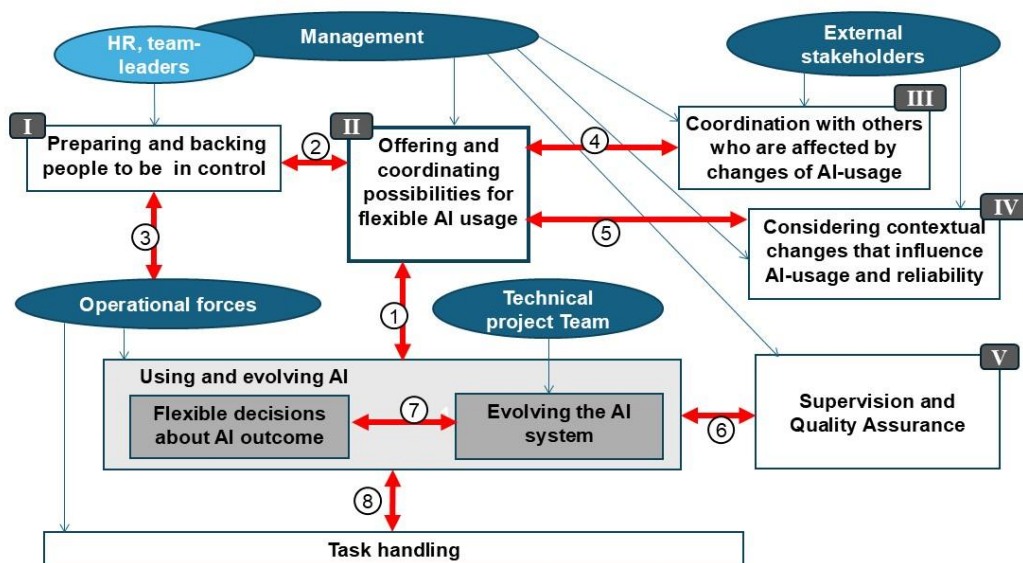 HR, team-
leaders
Management
External
stakeholders
I
Preparing and backing
people to be in control
2
II
Offering and
coordinating
possibilities for
flexible AI usage
4
III
Coordination with others
who are affected by
changes of AI-usage
3
5
IV
Considering contextual
changes that influence
AI-usage and reliability
Operational forces
1
Technical
project Team
V
Using and evolving AI
Flexible decisions
about AI outcome
7
Evolving the AI
system
6
Supervision and
Quality Assurance
8
Task handling